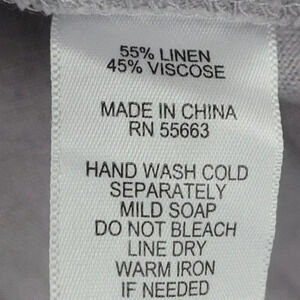 55% LINEN
45% VISCOSE
MADE IN CHINA
RN 55663
HAND WASH COLD
SEPARATELY
MILD SOAP
DO NOT BLEACH
LINE DRY
WARM IRON
IF NEEDED